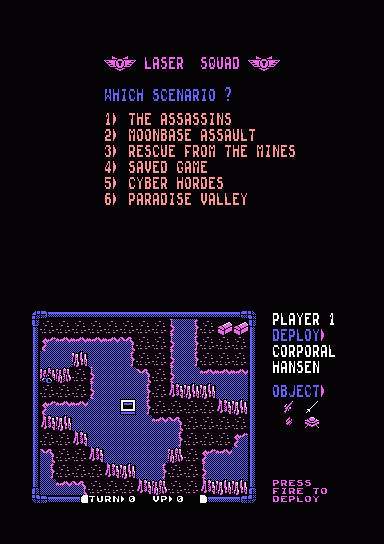 LASER SQUAD
WHICH SCENARIO ?
1) THE ASSASSINS
2) MOONBASE ASSAULT
3) RESCUE FROM THE MINES
4) SAVED GAME
5) CYBER HORDES
6) PARADISE VALLEY
PLAYER 1
DEPLOY)
CORPORAL
HANSEN
OBJECT)
PRESS
FIRE TO
DEPLOY
TURN) 0 VP) 0